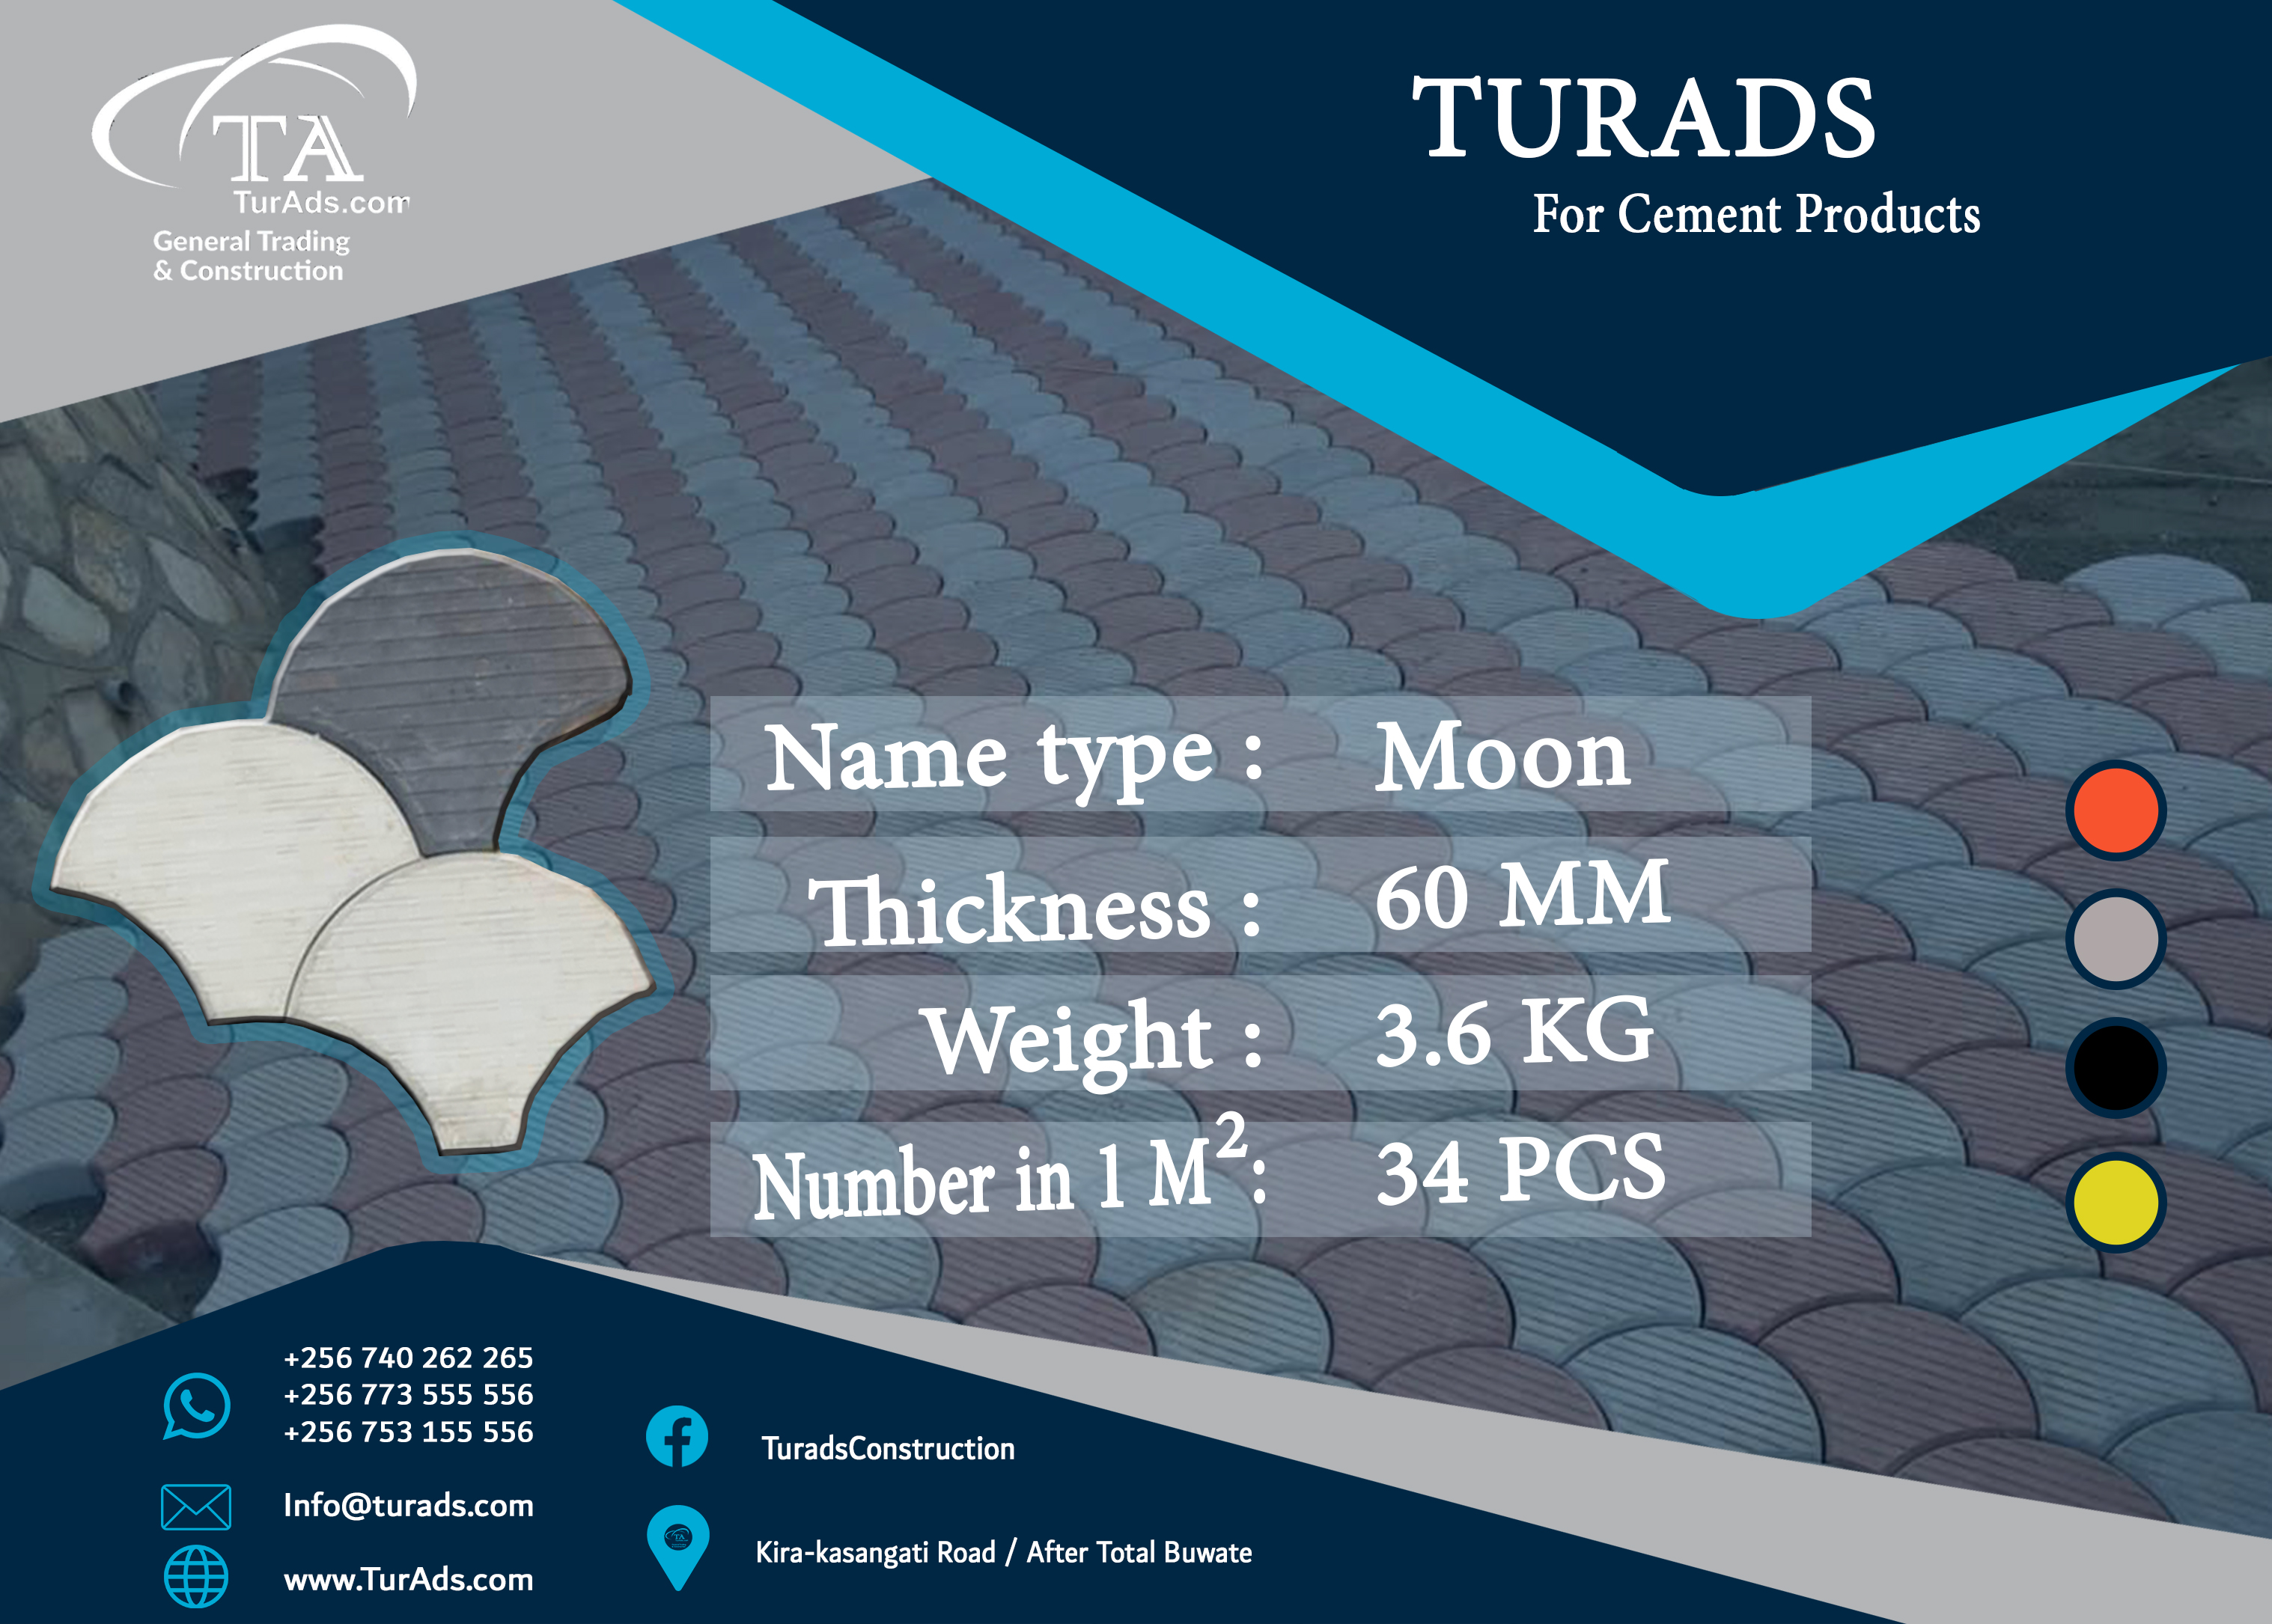 TA
TurAds.com
General Trading
& Construction
TURADS
For Cement Products
Name type : Moon
Thickness : 60 MM
Weight : 3.6 KG
Number in 1 M²: 34 PCS
+256 740 262 265
+256 773 555 556
+256 753 155 556
Info@turads.com
www.TurAds.com
TuradsConstruction
TA
Kira-kasangati Road / After Total Buwate